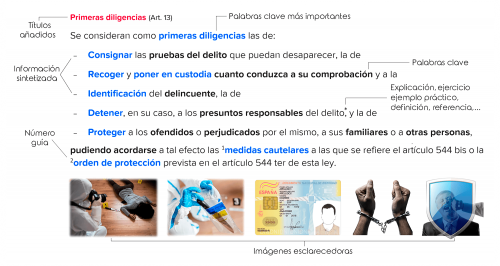 Títulos
añadidos
Primeras diligencias (Art. 13)
Palabras clave más importantes
Se consideran como primeras diligencias las de:
Información
sintetizada
– Consignar las pruebas del delito que puedan desaparecer, la de
Palabras clave
– Recoger y poner en custodia cuanto conduzca a su comprobación y a la
– Identificación del delincuente, la de
Explicación, ejercicio
ejemplo práctico,
definición, referencia,...
– Detener, en su caso, a los presuntos responsables del delito,* y la de
Número
guía
– Proteger a los ofendidos o perjudicados por el mismo, a sus familiares o a otras personas,
pudiendo acordarse a tal efecto las ¹medidas cautelares a las que se refiere el artículo 544 bis o la
²orden de protección prevista en el artículo 544 ter de esta ley.
ESPAÑA
Imágenes esclarecedoras